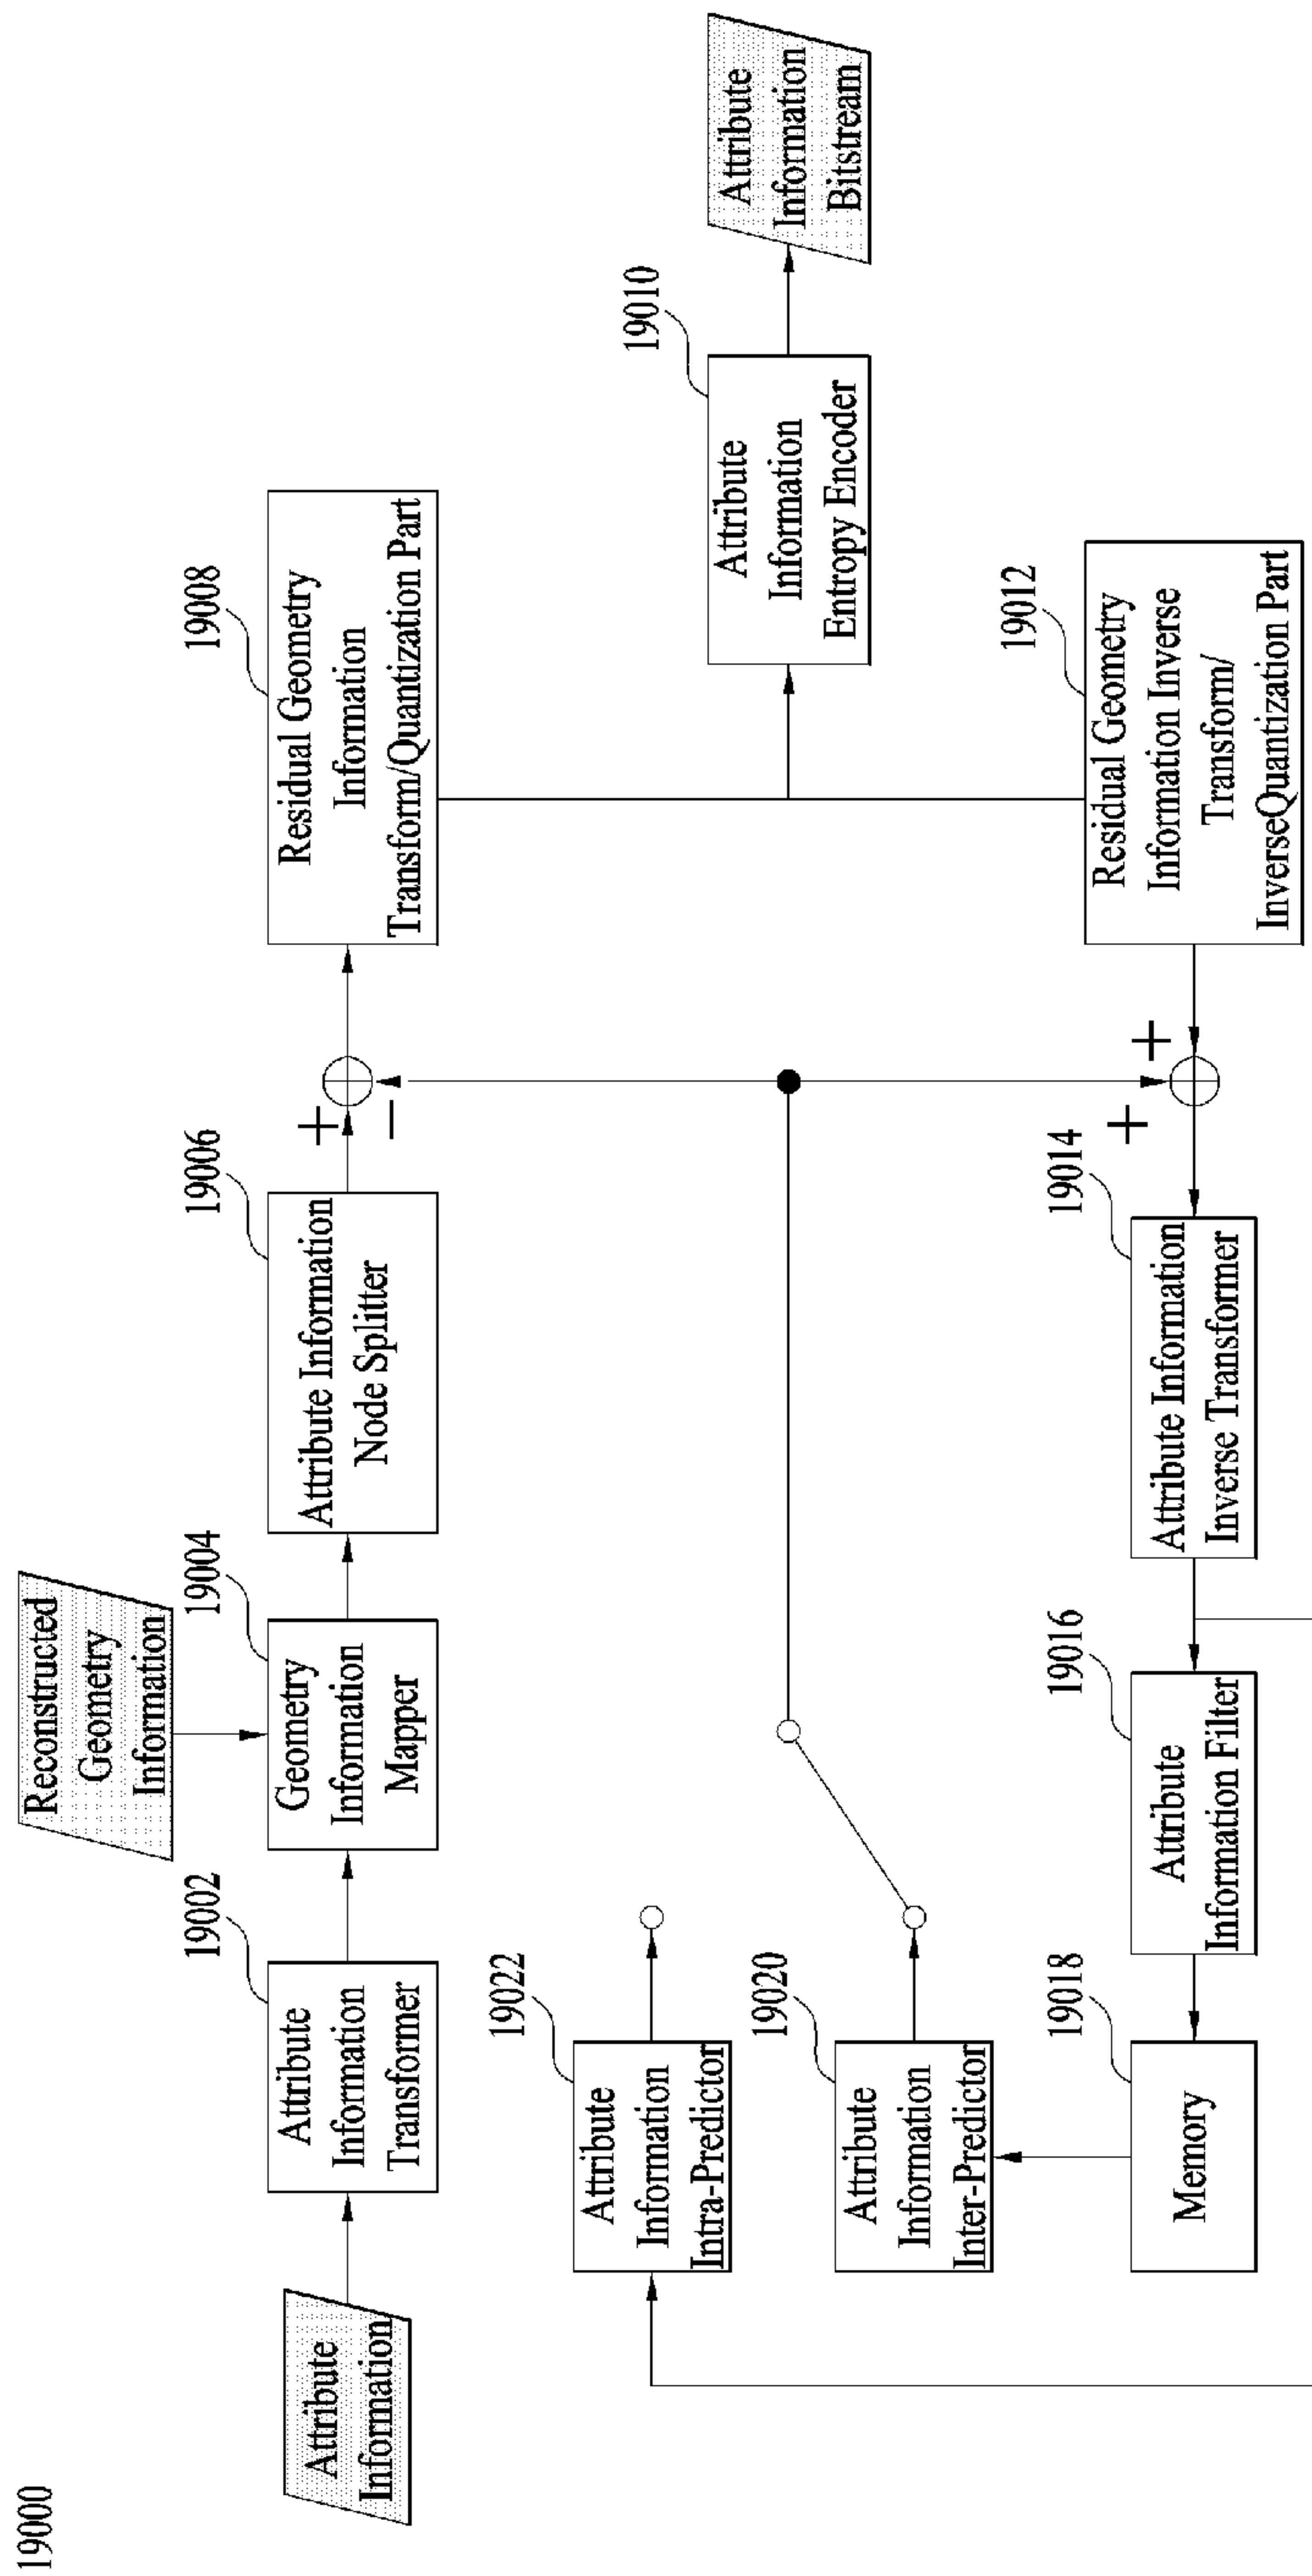 19000
Reconstructed
Geometry
Information
Attribute
Information
19002
Attribute
Information
Transformer
19004
Geometry
Information
Mapper
19006
Attribute Information
Node Splitter
+
−
19008
Residual Geometry
Information
Transform/Quantization Part
19010
Attribute
Information
Entropy Encoder
Attribute
Information
Bitstream
19022
Attribute
Information
Intra-Predictor
19020
Attribute
Information
Inter-Predictor
19018
Memory
19016
Attribute
Information Filter
19014
Attribute Information
Inverse Transformer
+
+
19012
Residual Geometry
Information Inverse
Transform/
InverseQuantization Part